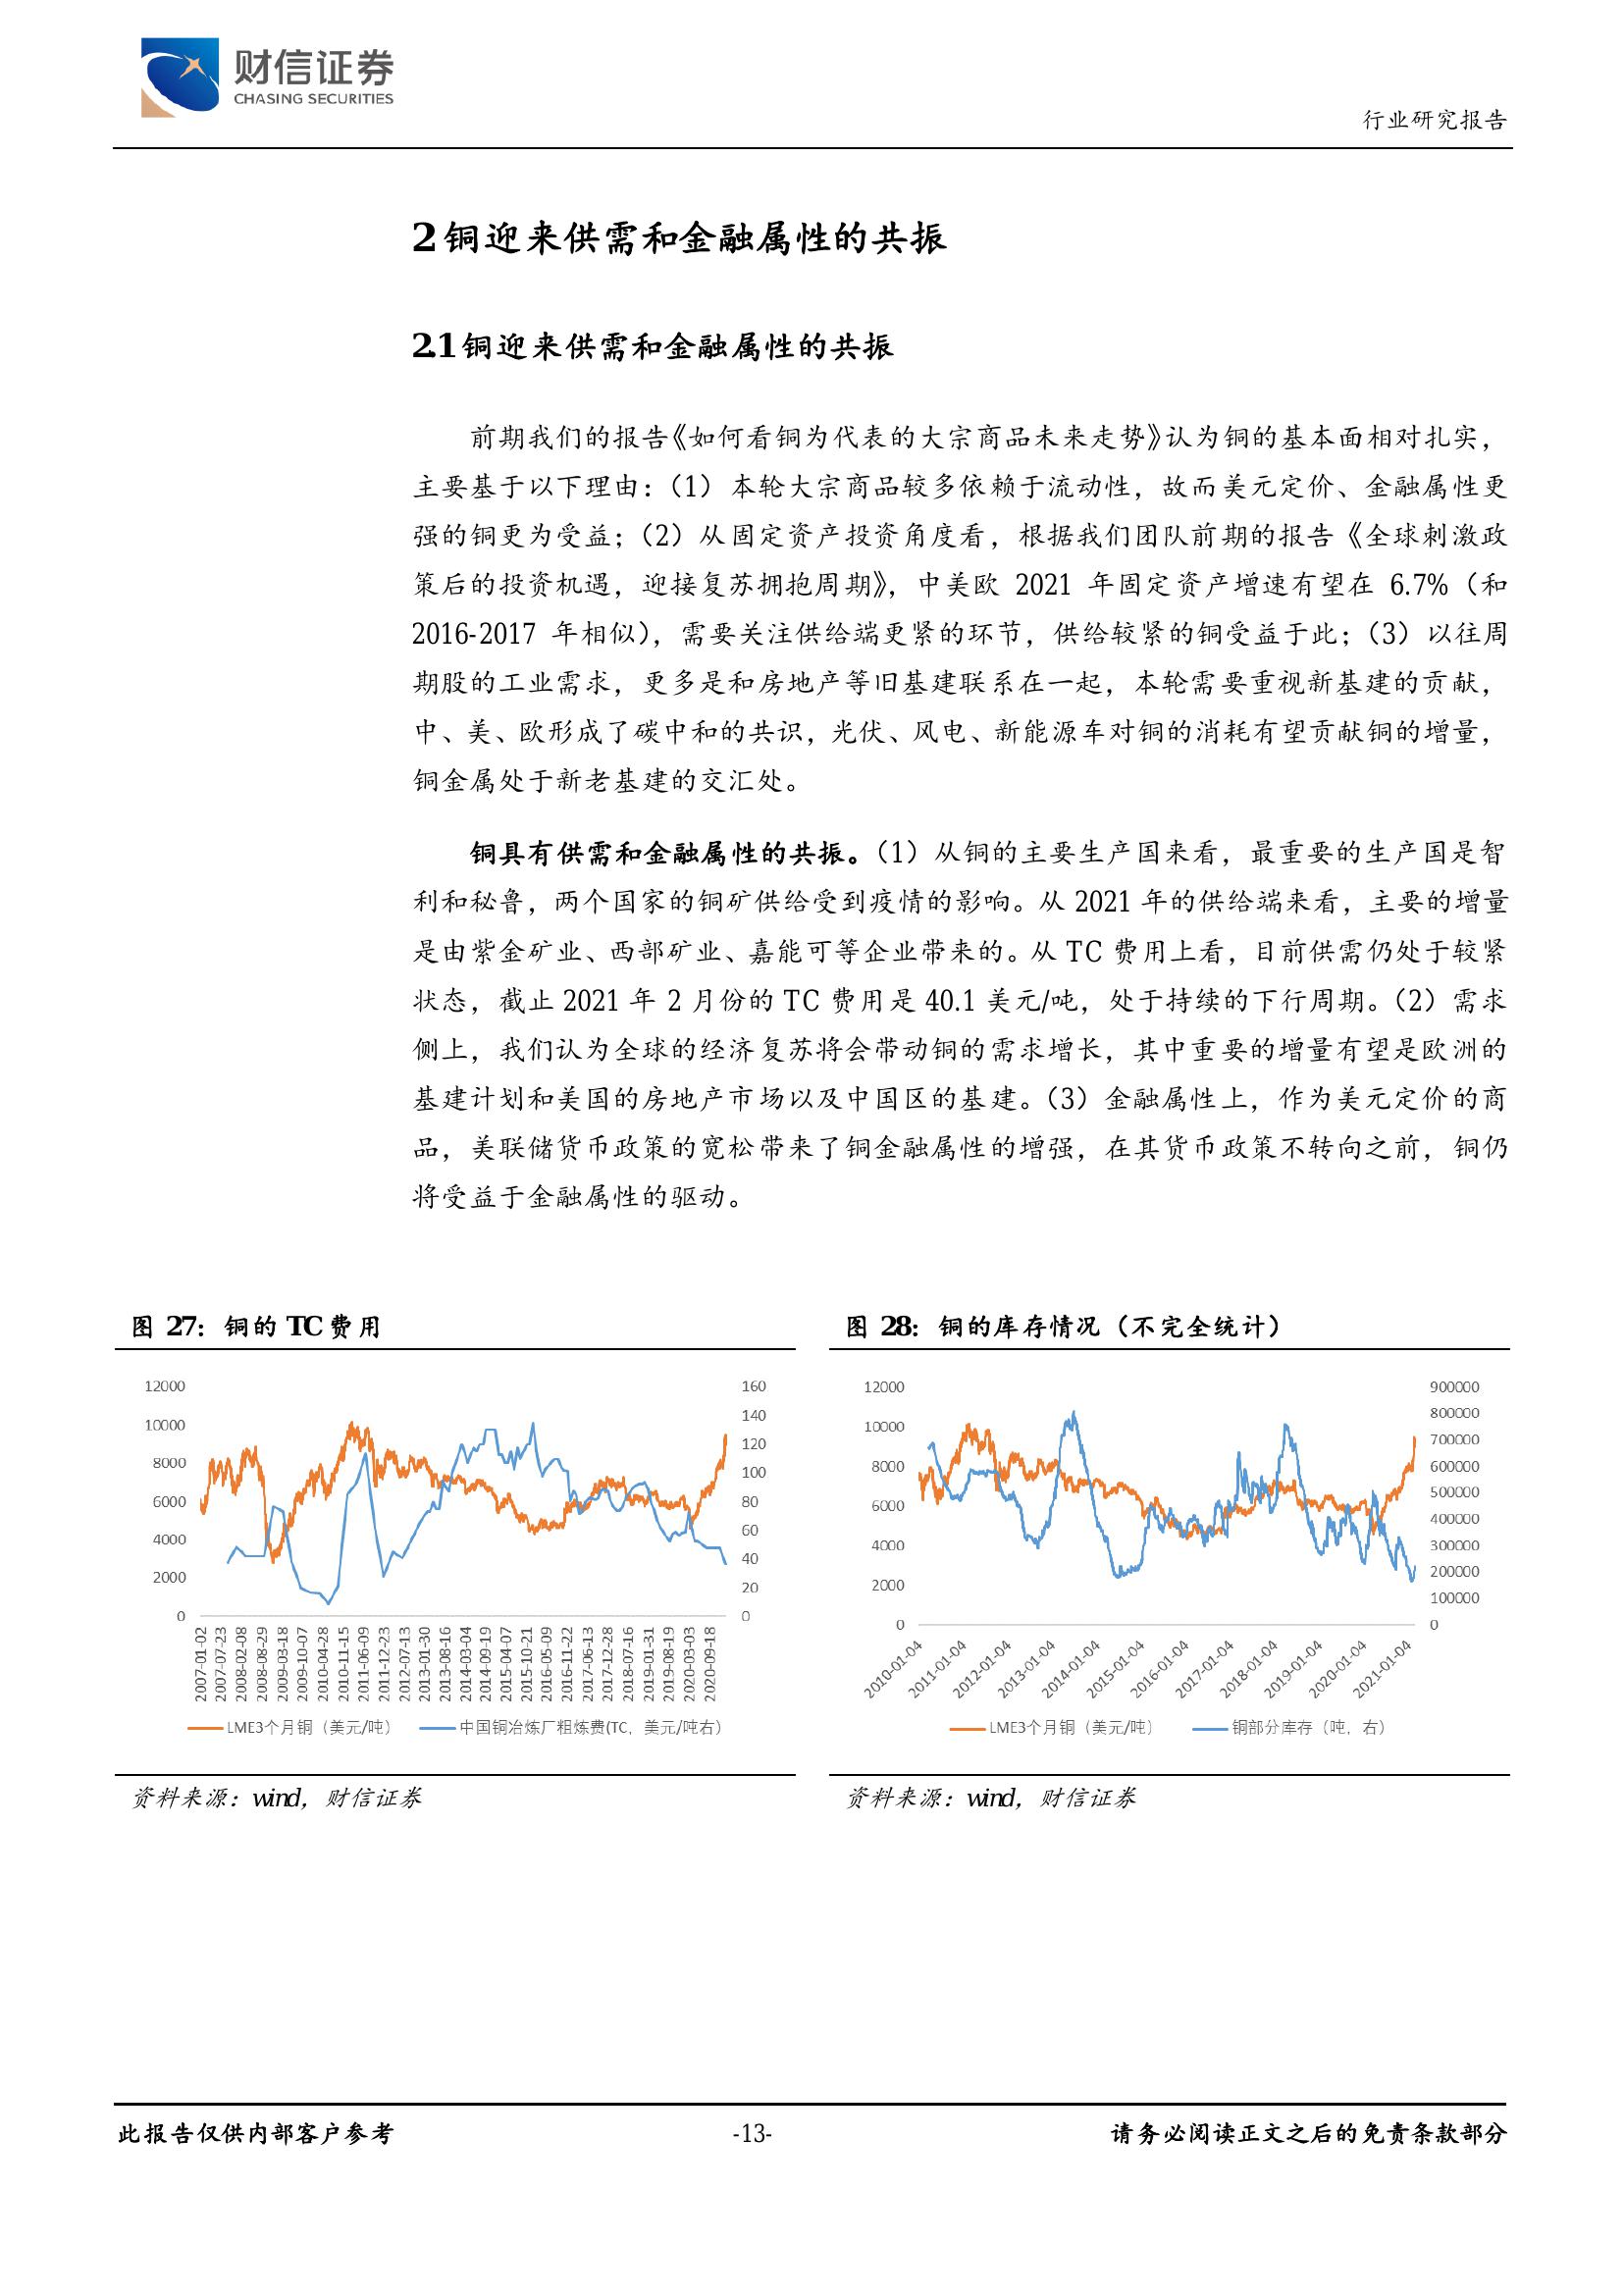 财信证券
CHASING SECURITIES
行业研究报告
2 铜迎来供需和金融属性的共振
2.1 铜迎来供需和金融属性的共振
前期我们的报告《如何看铜为代表的大宗商品未来走势》认为铜的基本面相对扎实，
主要基于以下理由：（1）本轮大宗商品较多依赖于流动性，故而美元定价、金融属性更
强的铜更为受益；（2）从固定资产投资角度看，根据我们团队前期的报告《全球刺激政
策后的投资机遇，迎接复苏拥抱周期》，中美欧 2021 年固定资产增速有望在 6.7%（和
2016-2017 年相似），需要关注供给端更紧的环节，供给较紧的铜受益于此；（3）以往周
期股的工业需求，更多是和房地产等旧基建联系在一起，本轮需要重视新基建的贡献，
中、美、欧形成了碳中和的共识，光伏、风电、新能源车对铜的消耗有望贡献铜的增量，
铜金属处于新老基建的交汇处。
铜具有供需和金融属性的共振。（1）从铜的主要生产国来看，最重要的生产国是智
利和秘鲁，两个国家的铜矿供给受到疫情的影响。从 2021 年的供给端来看，主要的增量
是由紫金矿业、西部矿业、嘉能可等企业带来的。从 TC 费用上看，目前供需仍处于较紧
状态，截止 2021 年 2 月份的 TC 费用是 40.1 美元/吨，处于持续的下行周期。（2）需求
侧上，我们认为全球的经济复苏将会带动铜的需求增长，其中重要的增量有望是欧洲的
基建计划和美国的房地产市场以及中国区的基建。（3）金融属性上，作为美元定价的商
品，美联储货币政策的宽松带来了铜金融属性的增强，在其货币政策不转向之前，铜仍
将受益于金融属性的驱动。
图 27：铜的 TC 费用
12000
10000
8000
6000
4000
2000
0
160
140
120
100
80
60
40
20
0
2007-01-02
2007-07-23
2008-02-08
2008-08-29
2009-03-18
2009-10-07
2010-04-28
2010-11-15
2011-06-09
2011-12-23
2012-07-13
2013-01-30
2013-08-16
2014-03-04
2014-09-19
2015-04-07
2015-10-21
2016-05-09
2016-11-22
2017-06-13
2017-12-28
2018-07-16
2019-01-31
2019-08-19
2020-03-03
2020-09-18
LME3个月铜（美元/吨） 中国铜冶炼厂粗炼费(TC，美元/吨右）
资料来源：wind，财信证券
图 28：铜的库存情况（不完全统计）
12000
10000
8000
6000
4000
2000
0
900000
800000
700000
600000
500000
400000
300000
200000
100000
0
2010-01-04
2011-01-04
2012-01-04
2013-01-04
2014-01-04
2015-01-04
2016-01-04
2017-01-04
2018-01-04
2019-01-04
2020-01-04
2021-01-04
LME3个月铜（美元/吨） 铜部分库存（吨，右）
资料来源：wind，财信证券
此报告仅供内部客户参考 -13- 请务必阅读正文之后的免责条款部分